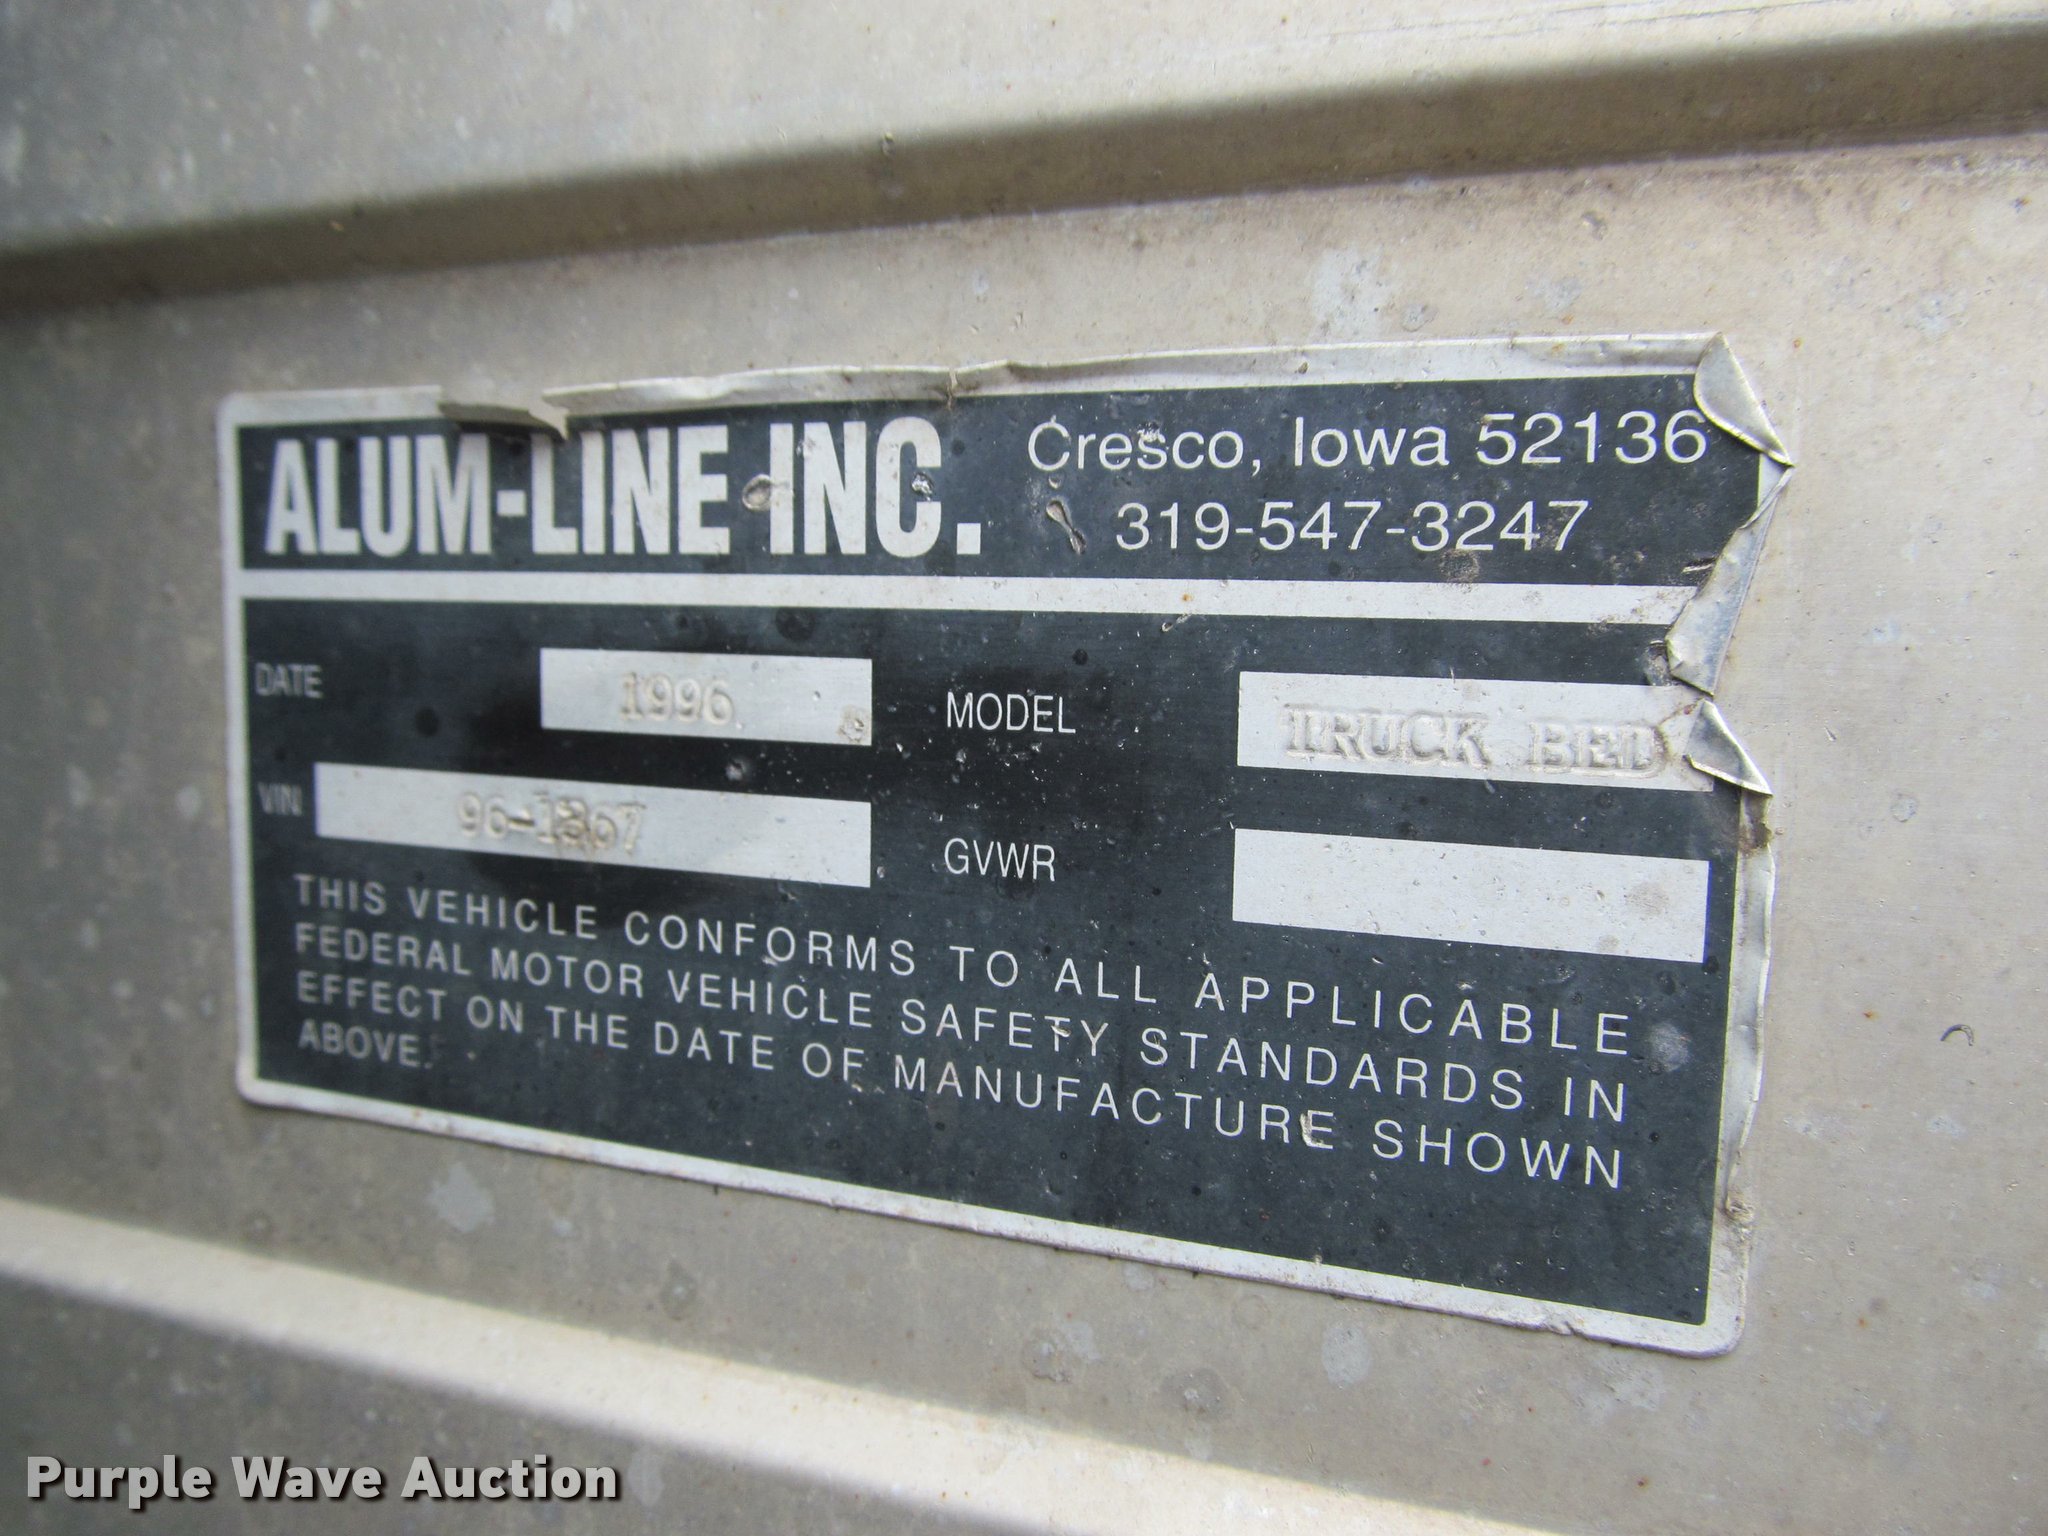 ALUM-LINE INC.
Cresco, Iowa 52136
319-547-3247
DATE 1996 MODEL TRUCK BED
VIN GVWR
THIS VEHICLE CONFORMS TO ALL APPLICABLE
FEDERAL MOTOR VEHICLE SAFETY STANDARDS IN
EFFECT ON THE DATE OF MANUFACTURE SHOWN
ABOVE.
Purple Wave Auction